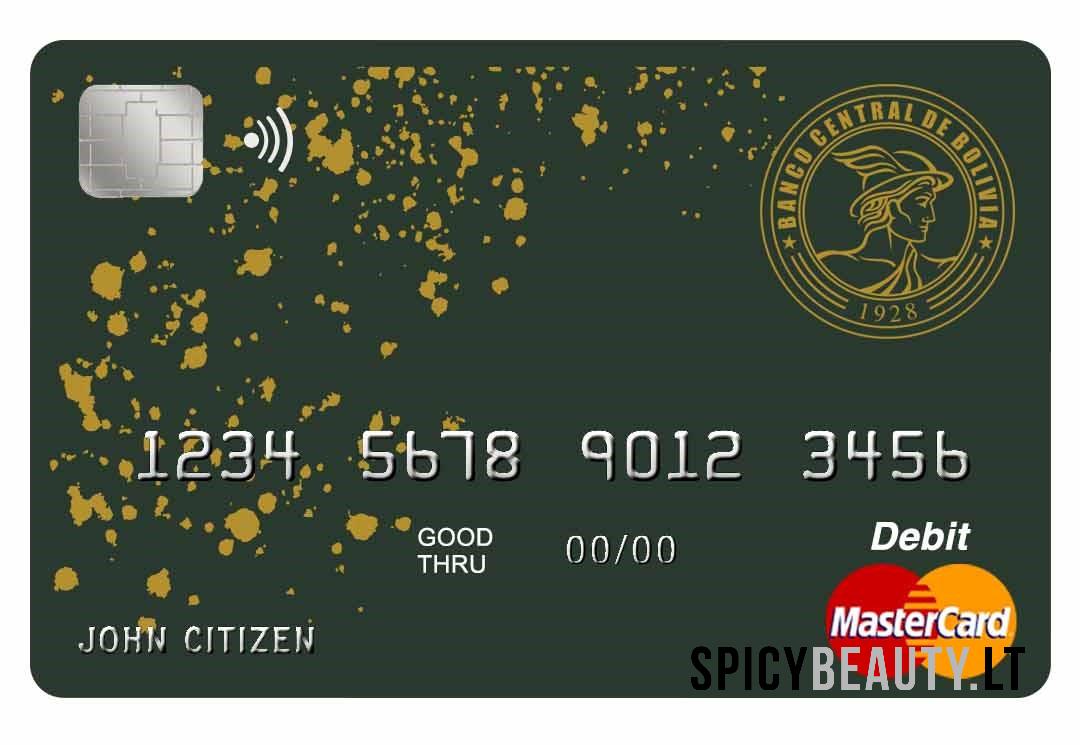 BANCO CENTRAL DE BOLIVIA
1928
1234 5678 9012 3456
GOOD
THRU
00/00
Debit
MasterCard
JOHN CITIZEN
SPICYBEAUTY.LT